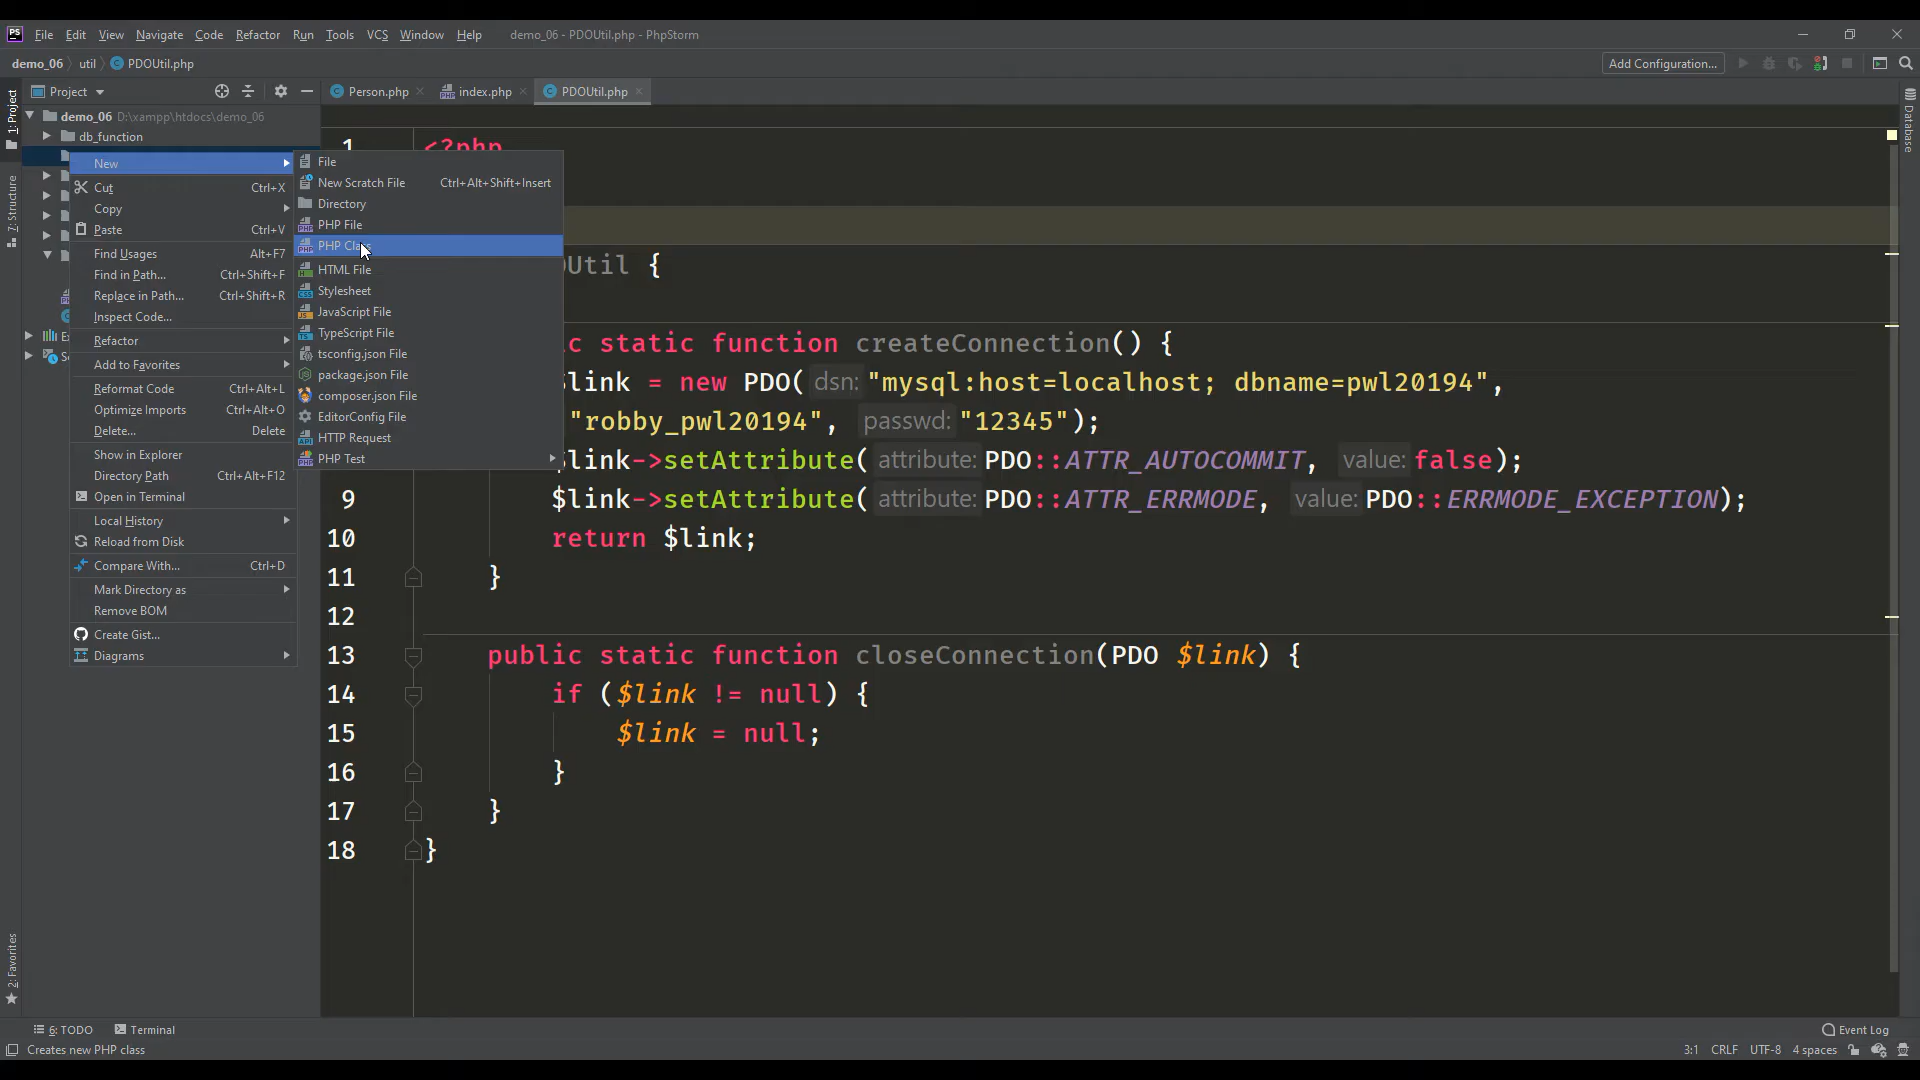 PS File Edit View Navigate Code Refactor Run Tools VCS Window Help demo_06 - PDOUtil.php - PhpStorm
demo_06 util PDOUtil.php Add Configuration...
1: Project
7: Structure
2: Favorites
Database
Project
Person.php index.php PDOUtil.php
demo_06 D:\xampp\htdocs\demo_06
db_function
New
Cut Ctrl+X
Copy
Paste Ctrl+V
Find Usages Alt+F7
Find in Path... Ctrl+Shift+F
Replace in Path... Ctrl+Shift+R
Inspect Code...
Refactor
Add to Favorites
Reformat Code Ctrl+Alt+L
Optimize Imports Ctrl+Alt+O
Delete... Delete
Show in Explorer
Directory Path Ctrl+Alt+F12
Open in Terminal
Local History
Reload from Disk
Compare With... Ctrl+D
Mark Directory as
Remove BOM
Create Gist...
Diagrams
File
New Scratch File Ctrl+Alt+Shift+Insert
Directory
PHP File
PHP Class
HTML File
Stylesheet
JavaScript File
TypeScript File
tsconfig.json File
package.json File
composer.json File
EditorConfig File
HTTP Request
PHP Test
1 <?php
OUtil {
c static function createConnection() {
$link = new PDO( dsn: "mysql:host=localhost; dbname=pwl20194",
"robby_pwl20194", passwd: "12345");
$link->setAttribute( attribute: PDO::ATTR_AUTOCOMMIT, value: false);
9 $link->setAttribute( attribute: PDO::ATTR_ERRMODE, value: PDO::ERRMODE_EXCEPTION);
10 return $link;
11 }
12
13 public static function closeConnection(PDO $link) {
14 if ($link != null) {
15 $link = null;
16 }
17 }
18 }
6: TODO Terminal Event Log
Creates new PHP class 3:1 CRLF UTF-8 4 spaces